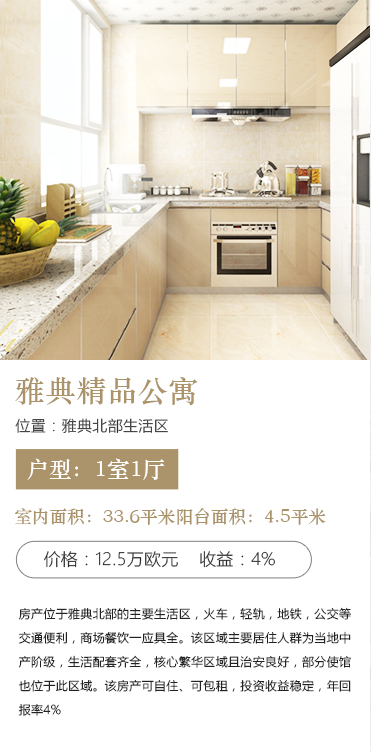 雅典精品公寓
位置：雅典北部生活区
户型：1室1厅
室内面积：33.6平米阳台面积：4.5平米
价格：12.5万欧元 收益：4%
房产位于雅典北部的主要生活区，火车，轻轨，地铁，公交等
交通便利，商场餐饮一应具全。该区域主要居住人群为当地中
产阶级，生活配套齐全，核心繁华区域且治安良好，部分使馆
也位于此区域。该房产可自住、可包租，投资收益稳定，年回
报率4%